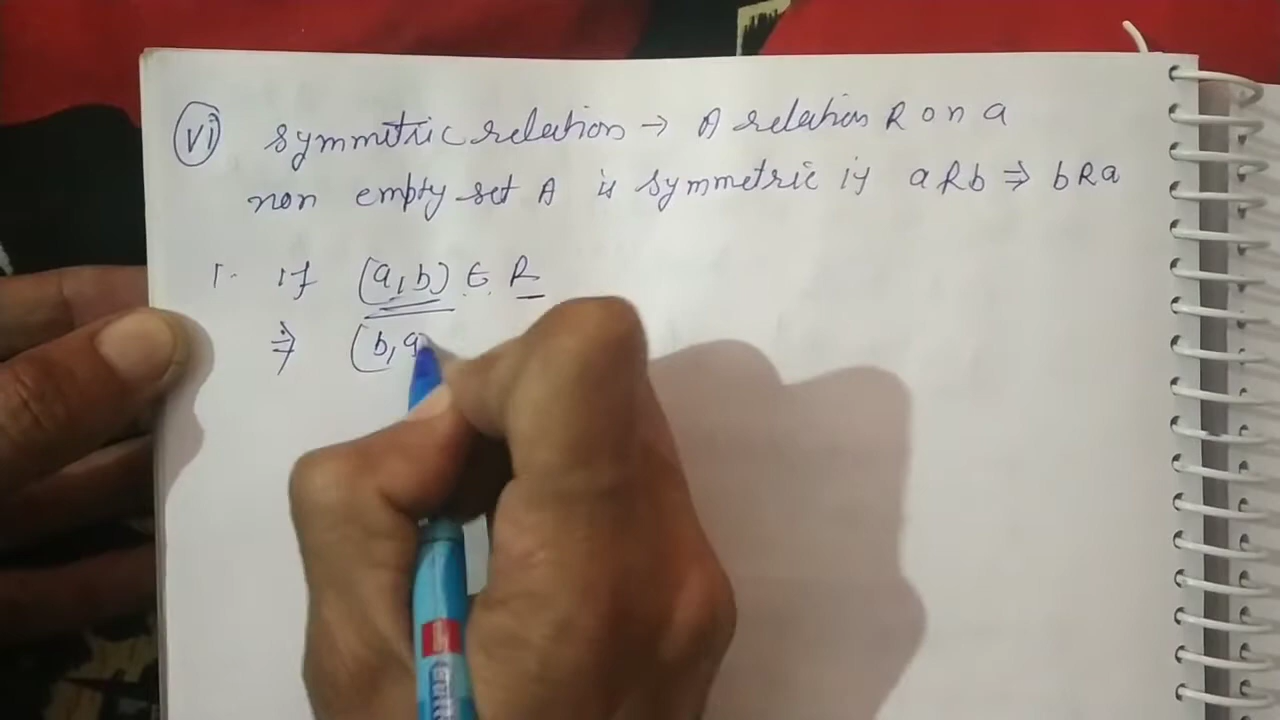 (vi) Symmetric relation → A relation R on a
non empty set A is symmetric if aRb ⇒ bRa
1. If (a,b) ∈ R
⇒ (b,a